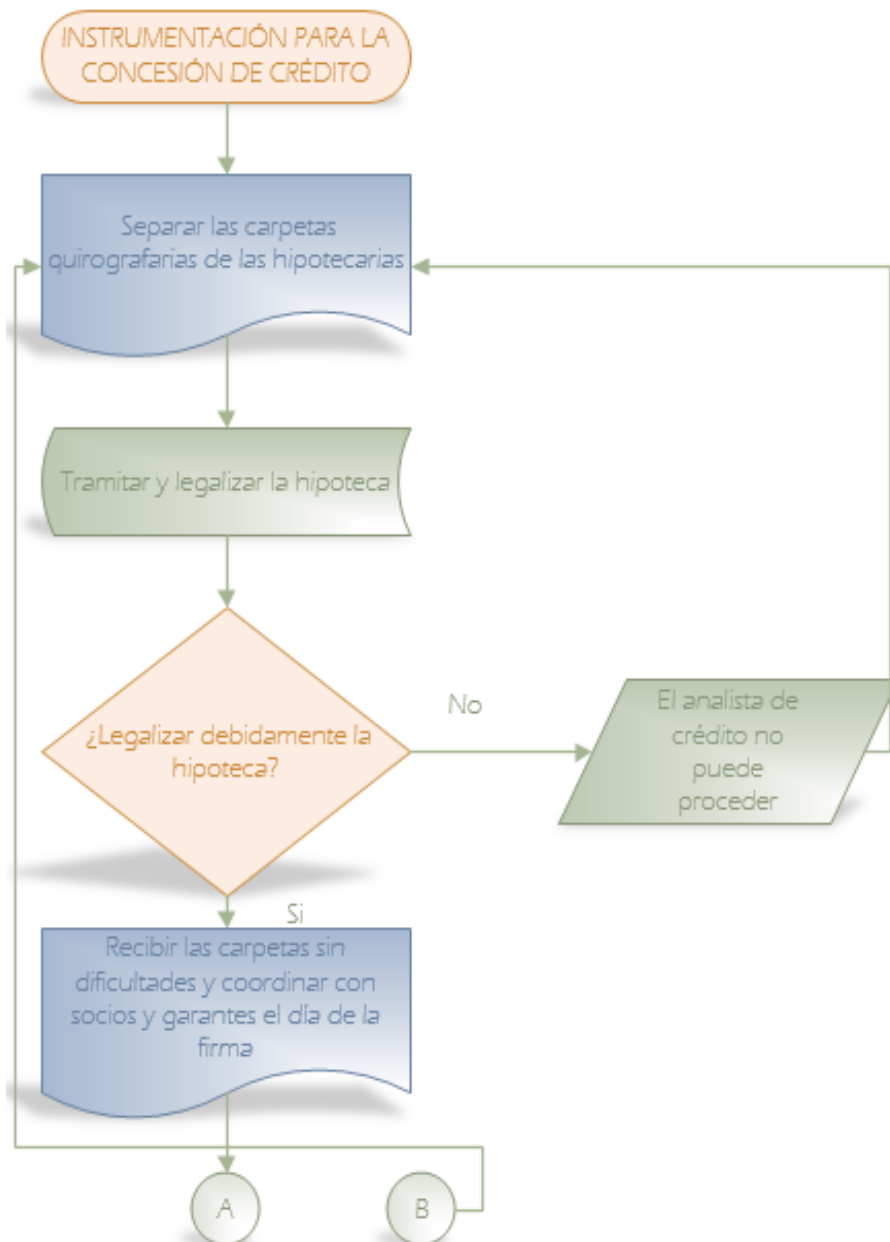 INSTRUMENTACIÓN PARA LA
CONCESIÓN DE CRÉDITO
Separar las carpetas
quirografarias de las hipotecarias
Tramitar y legalizar la hipoteca
¿Legalizar debidamente la
hipoteca?
No
El analista de
crédito no
puede
proceder
Si
Recibir las carpetas sin
dificultades y coordinar con
socios y garantes el día de la
firma
A
B